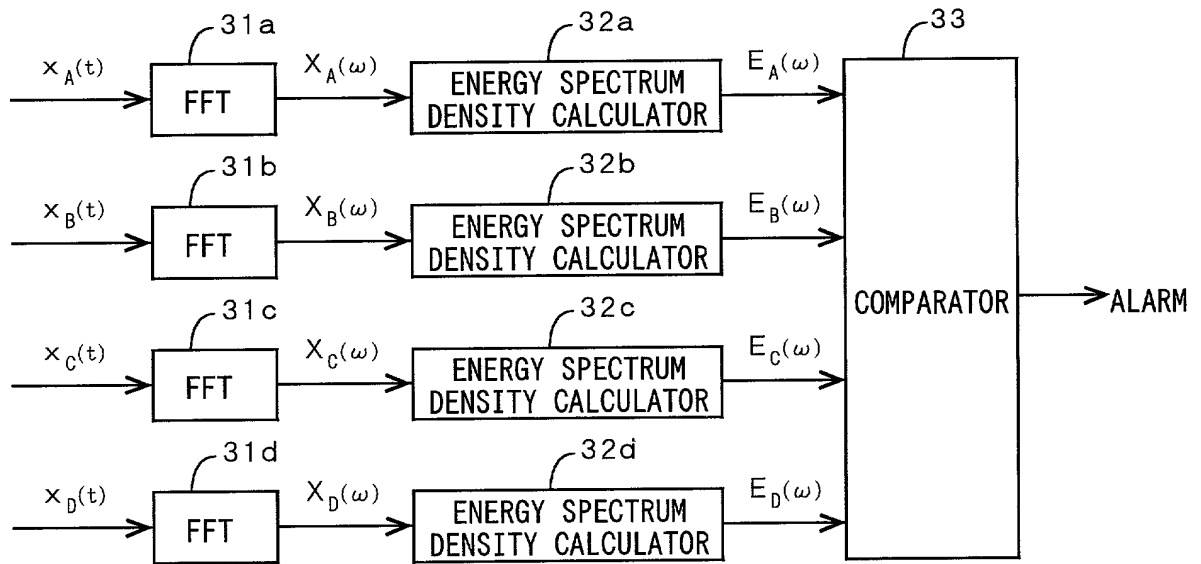 31a 32a 33
x_A(t) FFT X_A(ω) ENERGY SPECTRUM E_A(ω)
DENSITY CALCULATOR
31b 32b
x_B(t) FFT X_B(ω) ENERGY SPECTRUM E_B(ω)
DENSITY CALCULATOR
COMPARATOR ALARM
31c 32c
x_C(t) FFT X_C(ω) ENERGY SPECTRUM E_C(ω)
DENSITY CALCULATOR
31d 32d
x_D(t) FFT X_D(ω) ENERGY SPECTRUM E_D(ω)
DENSITY CALCULATOR